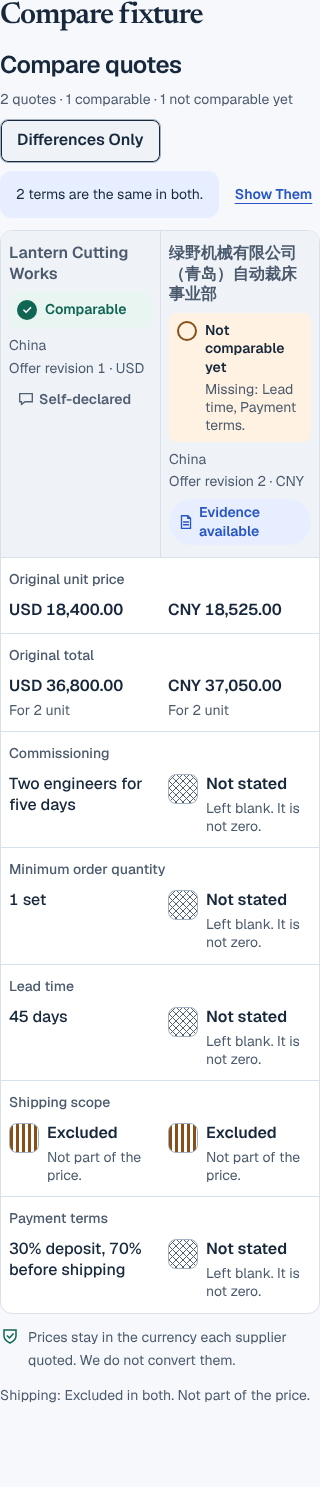 Compare fixture
Compare quotes
2 quotes · 1 comparable · 1 not comparable yet
Differences Only
2 terms are the same in both.
Show Them
Lantern Cutting
Works
Comparable
China
Offer revision 1 · USD
Self-declared
绿野机械有限公司
（青岛）自动裁床
事业部
Not
comparable
yet
Missing: Lead
time, Payment
terms.
China
Offer revision 2 · CNY
Evidence
available
Original unit price
USD 18,400.00
CNY 18,525.00
Original total
USD 36,800.00
CNY 37,050.00
For 2 unit
For 2 unit
Commissioning
Two engineers for
five days
Not stated
Left blank. It is
not zero.
Minimum order quantity
1 set
Not stated
Left blank. It is
not zero.
Lead time
45 days
Not stated
Left blank. It is
not zero.
Shipping scope
Excluded
Not part of the
price.
Excluded
Not part of the
price.
Payment terms
30% deposit, 70%
before shipping
Not stated
Left blank. It is
not zero.
Prices stay in the currency each supplier
quoted. We do not convert them.
Shipping: Excluded in both. Not part of the price.